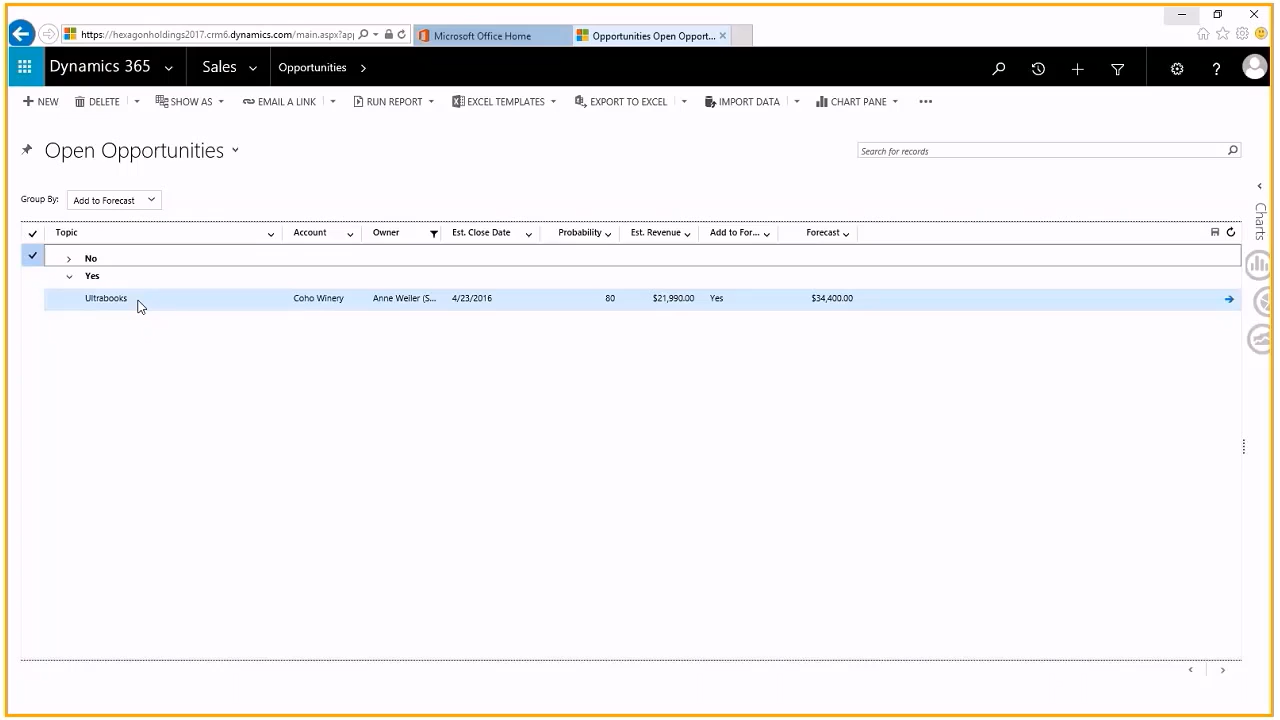 https://hexagonholdings2017.crm6.dynamics.com/main.aspx?ap
Microsoft Office Home
Opportunities Open Opport...
Dynamics 365
Sales
Opportunities
NEW
DELETE
SHOW AS
EMAIL A LINK
RUN REPORT
EXCEL TEMPLATES
EXPORT TO EXCEL
IMPORT DATA
CHART PANE
Open Opportunities
Search for records
Group By:
Add to Forecast
Topic
Account
Owner
Est. Close Date
Probability
Est. Revenue
Add to For...
Forecast
Charts
No
Yes
Ultrabooks
Coho Winery
Anne Weiler (S...
4/23/2016
80
$21,990.00
Yes
$34,400.00